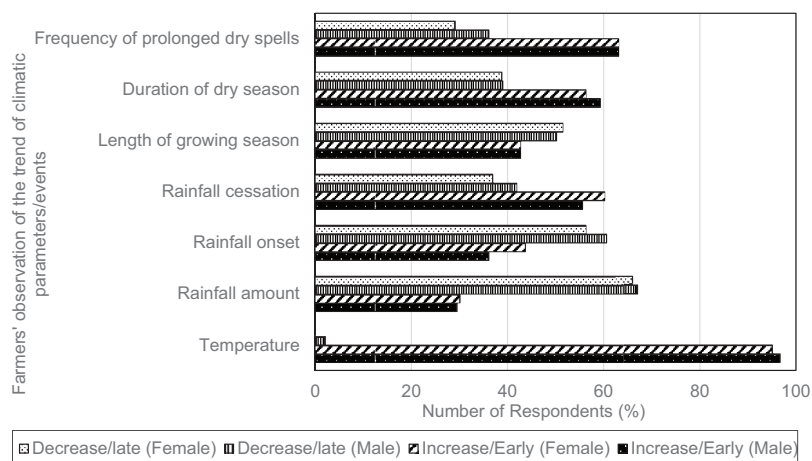 Farmers' observation of the trend of climatic
parameters/events
Frequency of prolonged dry spells
Duration of dry season
Length of growing season
Rainfall cessation
Rainfall onset
Rainfall amount
Temperature
0 20 40 60 80 100
Number of Respondents (%)
Decrease/late (Female) Decrease/late (Male) Increase/Early (Female) Increase/Early (Male)